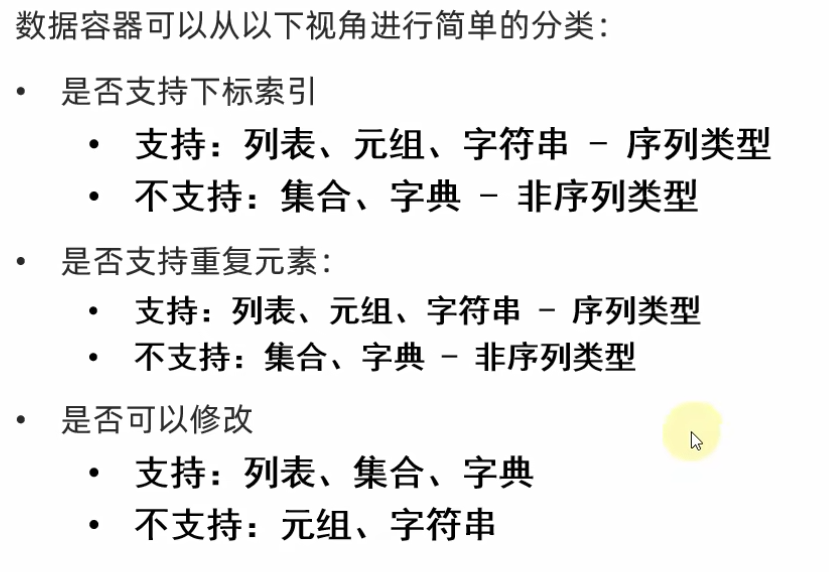 数据容器可以从以下视角进行简单的分类：
• 是否支持下标索引
• 支持：列表、元组、字符串 - 序列类型
• 不支持：集合、字典 - 非序列类型
• 是否支持重复元素：
• 支持：列表、元组、字符串 - 序列类型
• 不支持：集合、字典 - 非序列类型
• 是否可以修改
• 支持：列表、集合、字典
• 不支持：元组、字符串